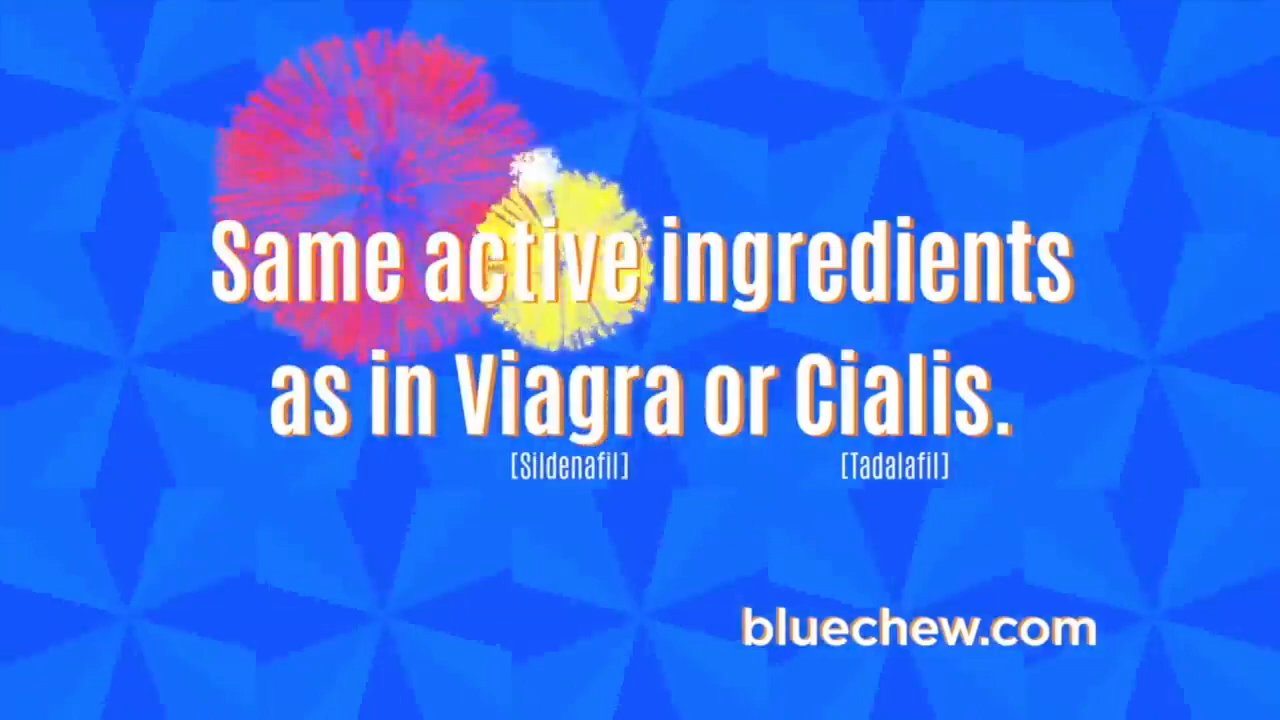 Same active ingredients
as in Viagra or Cialis.
[Sildenafil] [Tadalafil]
bluechew.com